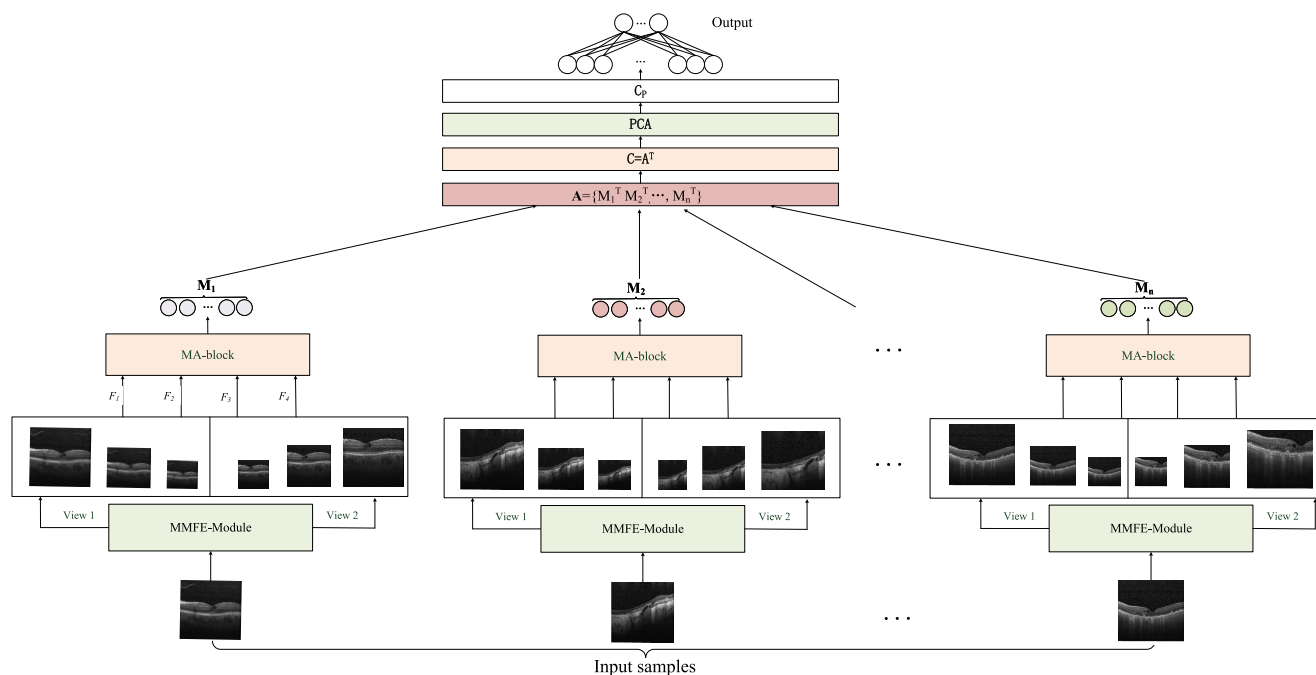 Output
...
...
C_P
PCA
C=A^T
A={M_1^T M_2^T,…, M_n^T}
M_1 M_2 M_n
... ... ...
MA-block MA-block ... MA-block
F_1 F_2 F_3 F_4
...
View 1 MMFE-Module View 2 View 1 MMFE-Module View 2 View 1 MMFE-Module View 2
...
Input samples